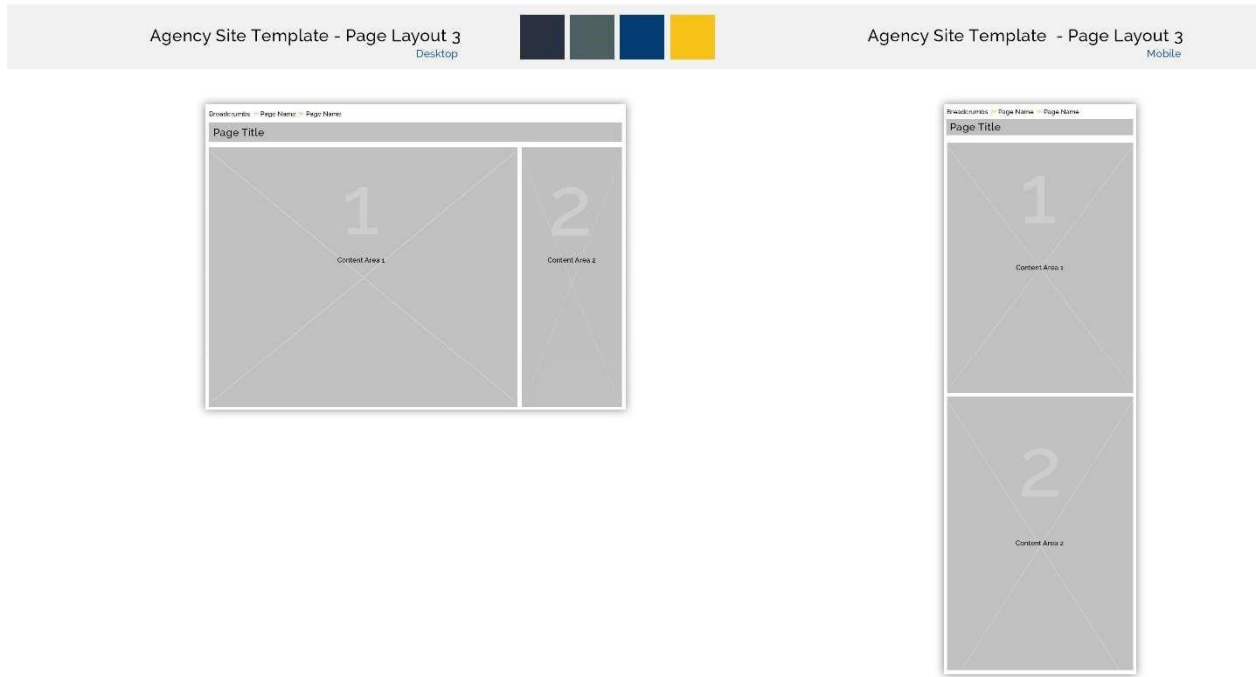 Agency Site Template - Page Layout 3
Desktop
Agency Site Template - Page Layout 3
Mobile
Breadcrumbs >> Page Name >> Page Name
Page Title
1
Content Area 1
2
Content Area 2
Breadcrumbs >> Page Name >> Page Name
Page Title
1
Content Area 1
2
Content Area 2